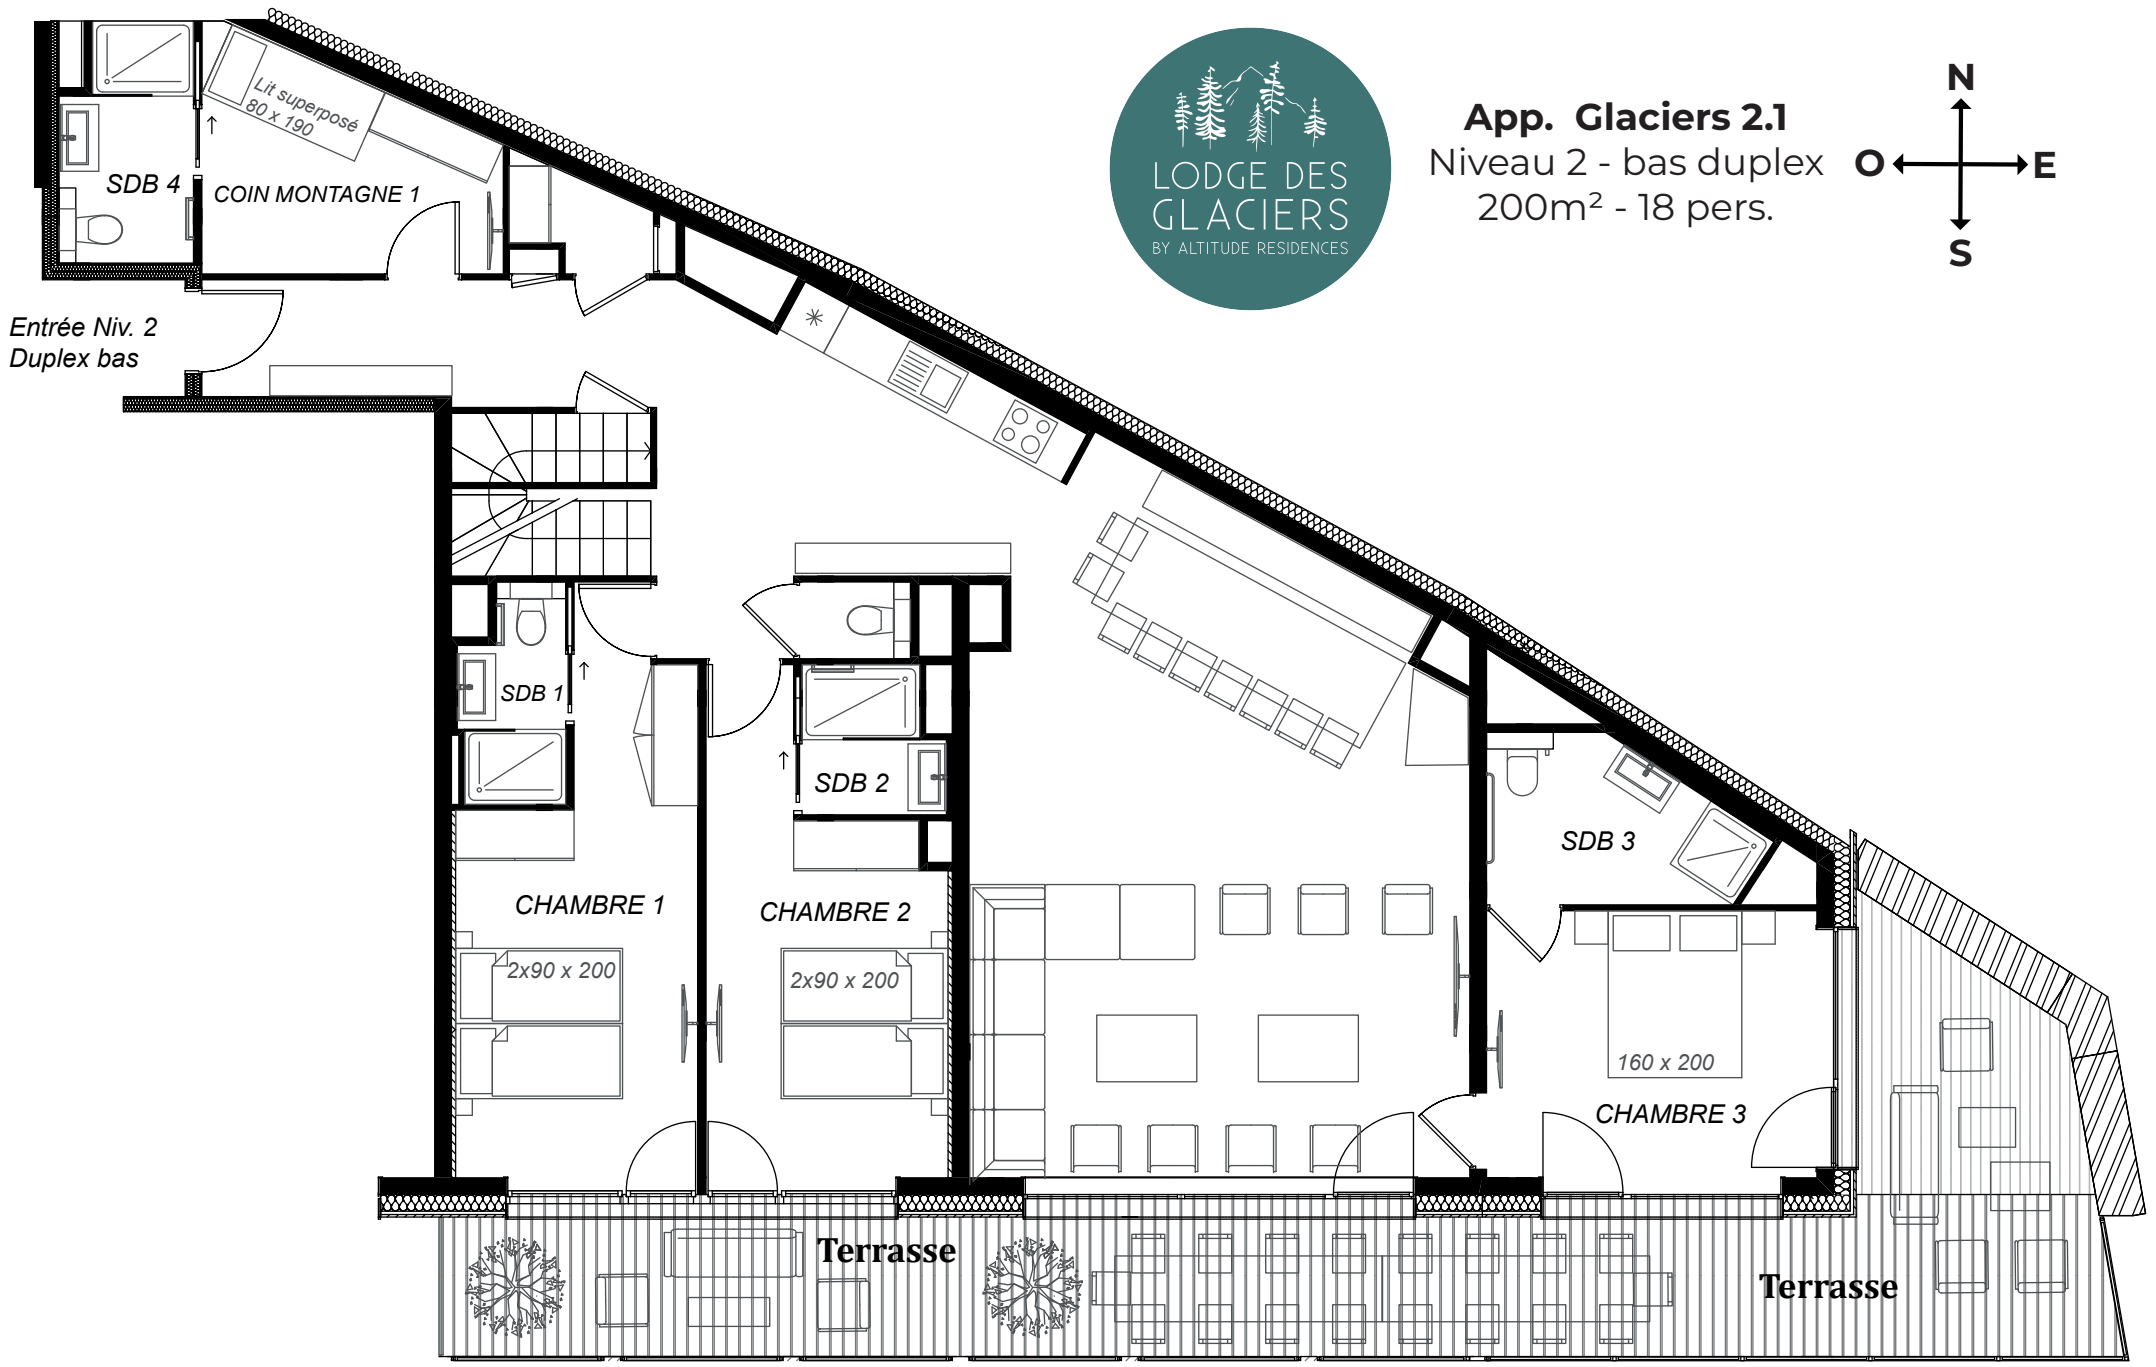 LODGE DES
GLACIERS
BY ALTITUDE RESIDENCES
App. Glaciers 2.1
Niveau 2 - bas duplex
200m² - 18 pers.
N
O
E
S
Lit superposé
80 x 190
SDB 4
COIN MONTAGNE 1
Entrée Niv. 2
Duplex bas
SDB 1
SDB 2
SDB 3
CHAMBRE 1
CHAMBRE 2
2x90 x 200
2x90 x 200
160 x 200
CHAMBRE 3
Terrasse
Terrasse